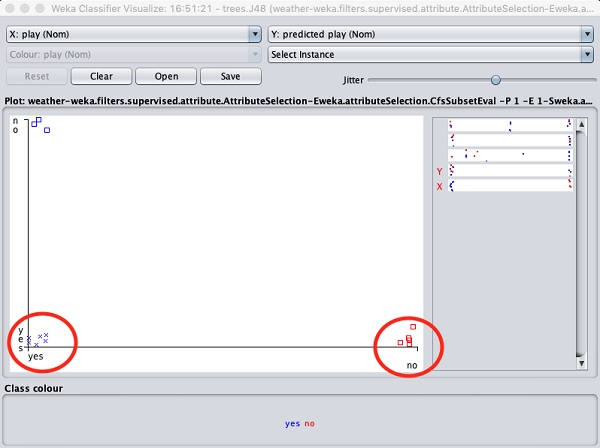 Weka Classifier Visualize: 16:51:21 - trees.J48 (weather-weka.filters.supervised.attribute.AttributeSelection-Eweka.a...
X: play (Nom)
Y: predicted play (Nom)
Colour: play (Nom)
Select Instance
Reset
Clear
Open
Save
Jitter
Plot: weather-weka.filters.supervised.attribute.AttributeSelection-Eweka.attributeSelection.CfsSubsetEval -P 1 -E 1-Sweka.a...
n
o
Y
X
y
e
s
yes
no
Class colour
yes no